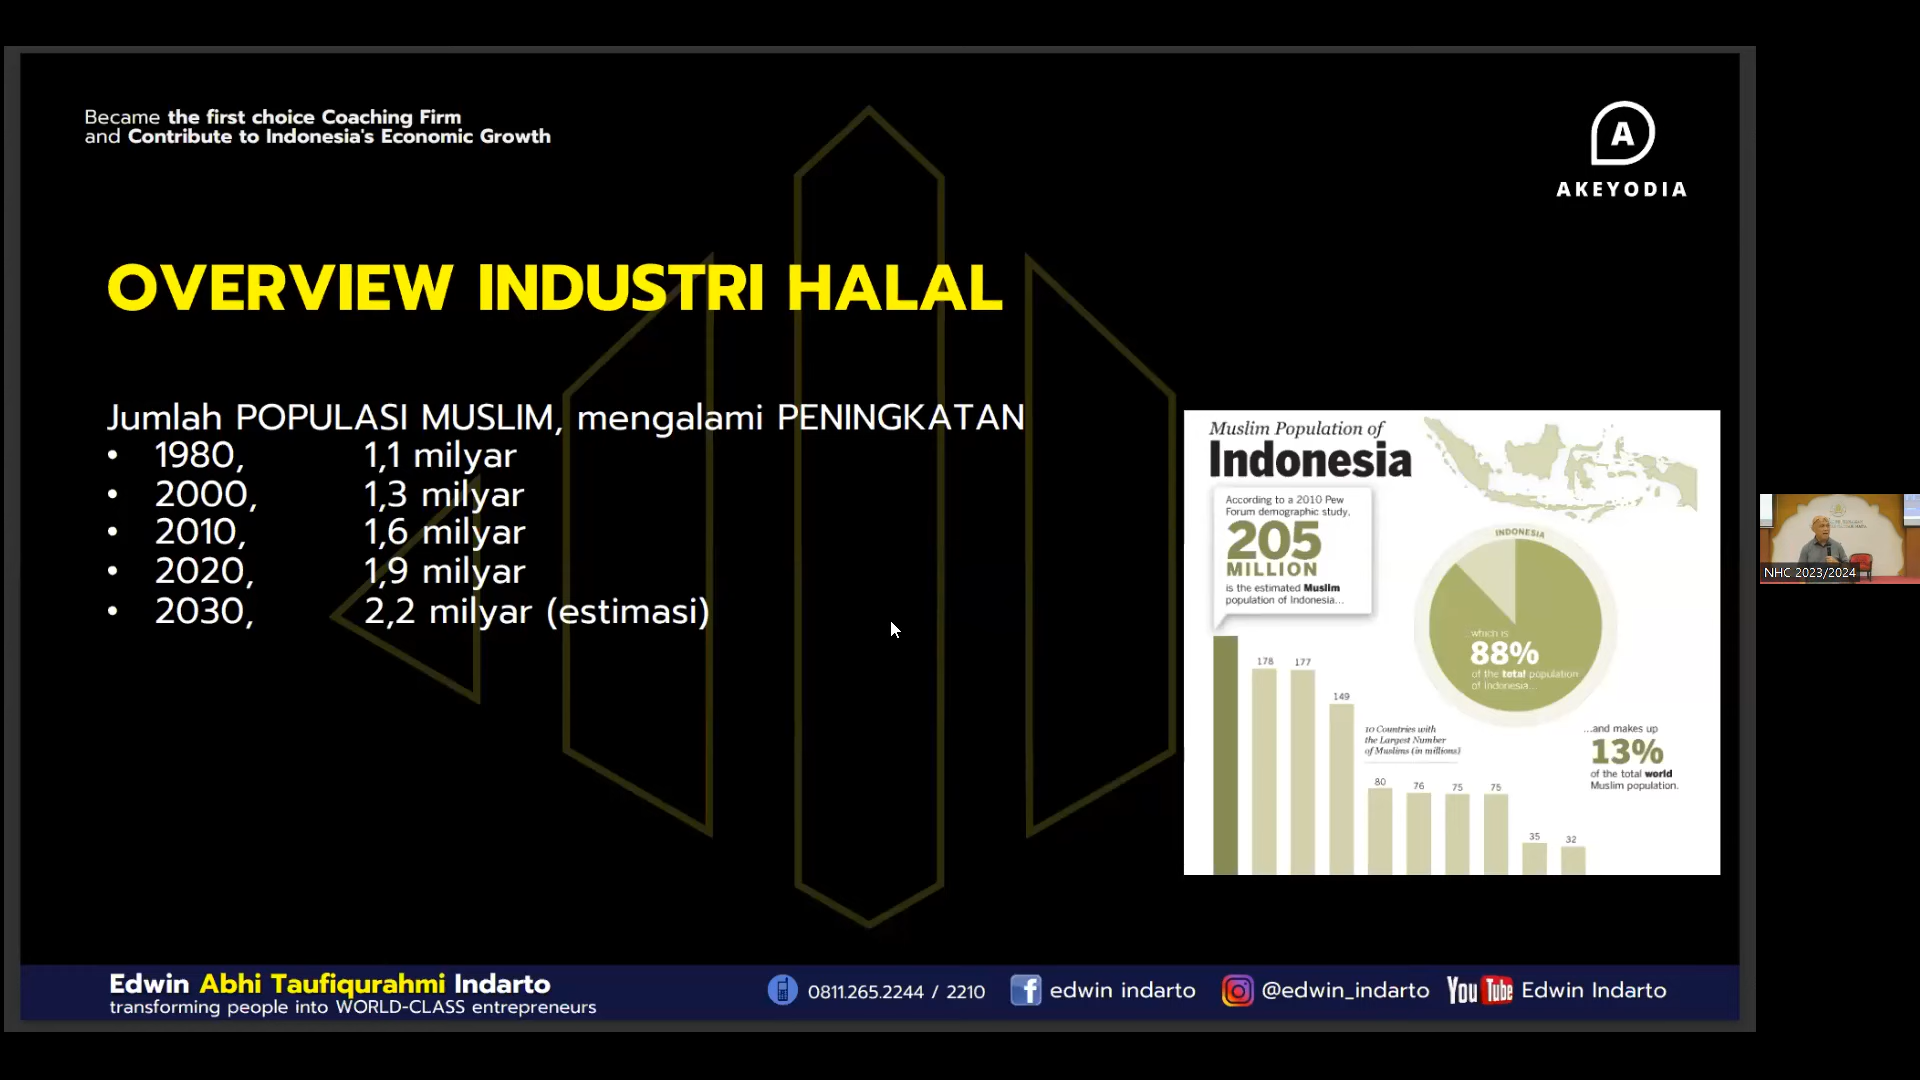 Became the first choice Coaching Firm
and Contribute to Indonesia's Economic Growth
A
AKEYODIA
OVERVIEW INDUSTRI HALAL
Jumlah POPULASI MUSLIM, mengalami PENINGKATAN
• 1980, 1,1 milyar
• 2000, 1,3 milyar
• 2010, 1,6 milyar
• 2020, 1,9 milyar
• 2030, 2,2 milyar (estimasi)
Muslim Population of
Indonesia
According to a 2010 Pew
Forum demographic study,
205
MILLION
is the estimated Muslim
population of Indonesia...
INDONESIA
...which is
88%
of the total population
of Indonesia...
...and makes up
13%
of the total world
Muslim population.
10 Countries with
the Largest Number
of Muslims (in millions)
178
177
149
80
76
75
75
35
32
NHC 2023/2024
Edwin Abhi Taufiqurahmi Indarto
transforming people into WORLD-CLASS entrepreneurs
0811.265.2244 / 2210
f edwin indarto
@edwin_indarto
YouTube Edwin Indarto